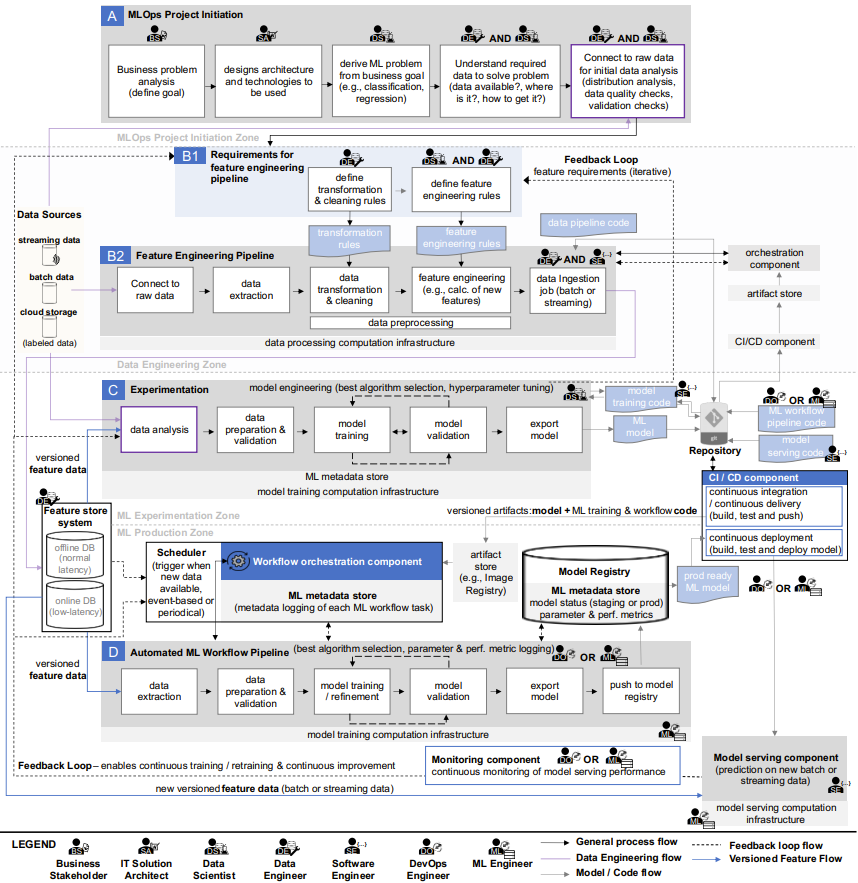 A MLOps Project Initiation
BS
SA
DS
DE AND DS
DE AND DS
Business problem
analysis
(define goal)
designs architecture
and technologies to
be used
derive ML problem
from business goal
(e.g., classification,
regression)
Understand required
data to solve problem
(data available?, where
is it?, how to get it?)
Connect to raw data
for initial data analysis
(distribution analysis,
data quality checks,
validation checks)
MLOps Project Initiation Zone
B1 Requirements for
feature engineering
pipeline
DE
DS AND DE
define
transformation
& cleaning rules
define feature
engineering rules
Feedback Loop
feature requirements (iterative)
Data Sources
streaming data
batch data
cloud storage
(labeled data)
transformation
rules
feature
engineering rules
data pipeline code
B2 Feature Engineering Pipeline
DE AND SE
{...}
Connect to
raw data
data
extraction
data
transformation
& cleaning
feature engineering
(e.g., calc. of new
features)
data Ingestion
job (batch or
streaming)
data preprocessing
data processing computation infrastructure
orchestration
component
artifact store
CI/CD component
Data Engineering Zone
C Experimentation
model engineering (best algorithm selection, hyperparameter tuning)
DS
data analysis
data
preparation &
validation
model
training
model
validation
export
model
ML metadata store
model training computation infrastructure
model
training code
SE
{...}
ML
model
DO OR ML
ML workflow
pipeline code
model
serving code
SE
{...}
Repository
versioned
feature data
DE
Feature store
system
offline DB
(normal
latency)
online DB
(low-latency)
versioned
feature data
CI / CD component
continuous integration
/ continuous delivery
(build, test and push)
continuous deployment
(build, test and deploy model)
versioned artifacts: model + ML training & workflow code
ML Experimentation Zone
ML Production Zone
Scheduler
(trigger when
new data
available,
event-based or
periodical)
Workflow orchestration component
ML metadata store
(metadata logging of each ML workflow task)
artifact
store
(e.g., Image
Registry)
Model Registry
ML metadata store
model status (staging or prod)
parameter & perf. metrics
prod ready
ML model
DO OR ML
D Automated ML Workflow Pipeline
(best algorithm selection, parameter & perf. metric logging)
DO OR ML
data
extraction
data
preparation &
validation
model training
/ refinement
model
validation
export
model
push to model
registry
model training computation infrastructure
ML
Feedback Loop – enables continuous training / retraining & continuous improvement
Monitoring component
DO OR ML
continuous monitoring of model serving performance
new versioned feature data (batch or streaming data)
Model serving component
(prediction on new batch or
streaming data)
SE
{...}
model serving computation
infrastructure
ML
LEGEND
BS
Business
Stakeholder
SA
IT Solution
Architect
DS
Data
Scientist
DE
Data
Engineer
SE
{...}
Software
Engineer
DO
DevOps
Engineer
ML
ML Engineer
General process flow
Data Engineering flow
Model / Code flow
Feedback loop flow
Versioned Feature Flow